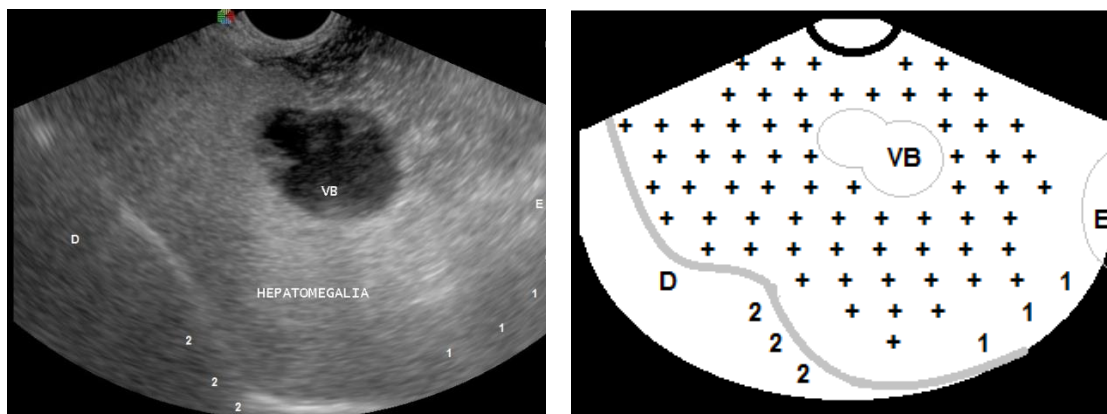 VB
E
D
HEPATOMEGALIA
1
2
1
1
2
2
+ + + + +
+ + + + + + + +
+ + + + + + + + +
+ + + + + VB + + +
+ + + + + + + + +
+ + + + + + + + + E
+ + + + + + + +
D + + + + + + + 1
2 + + + 1
2 + 1
2